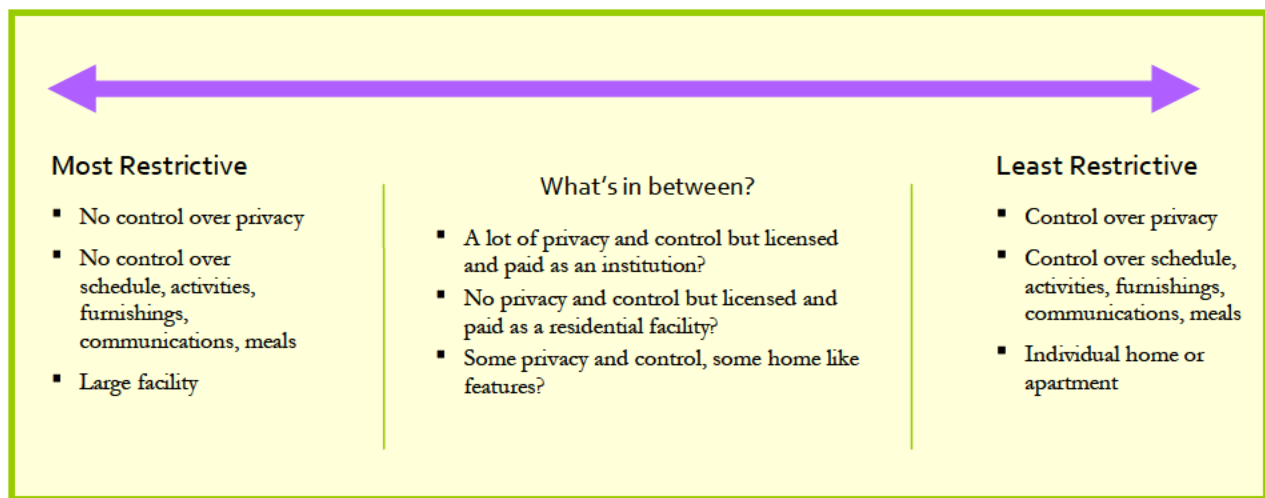 Most Restrictive
▪ No control over privacy
▪ No control over
schedule, activities,
furnishings,
communications, meals
▪ Large facility
What's in between?
▪ A lot of privacy and control but licensed
and paid as an institution?
▪ No privacy and control but licensed and
paid as a residential facility?
▪ Some privacy and control, some home like
features?
Least Restrictive
▪ Control over privacy
▪ Control over schedule,
activities, furnishings,
communications, meals
▪ Individual home or
apartment